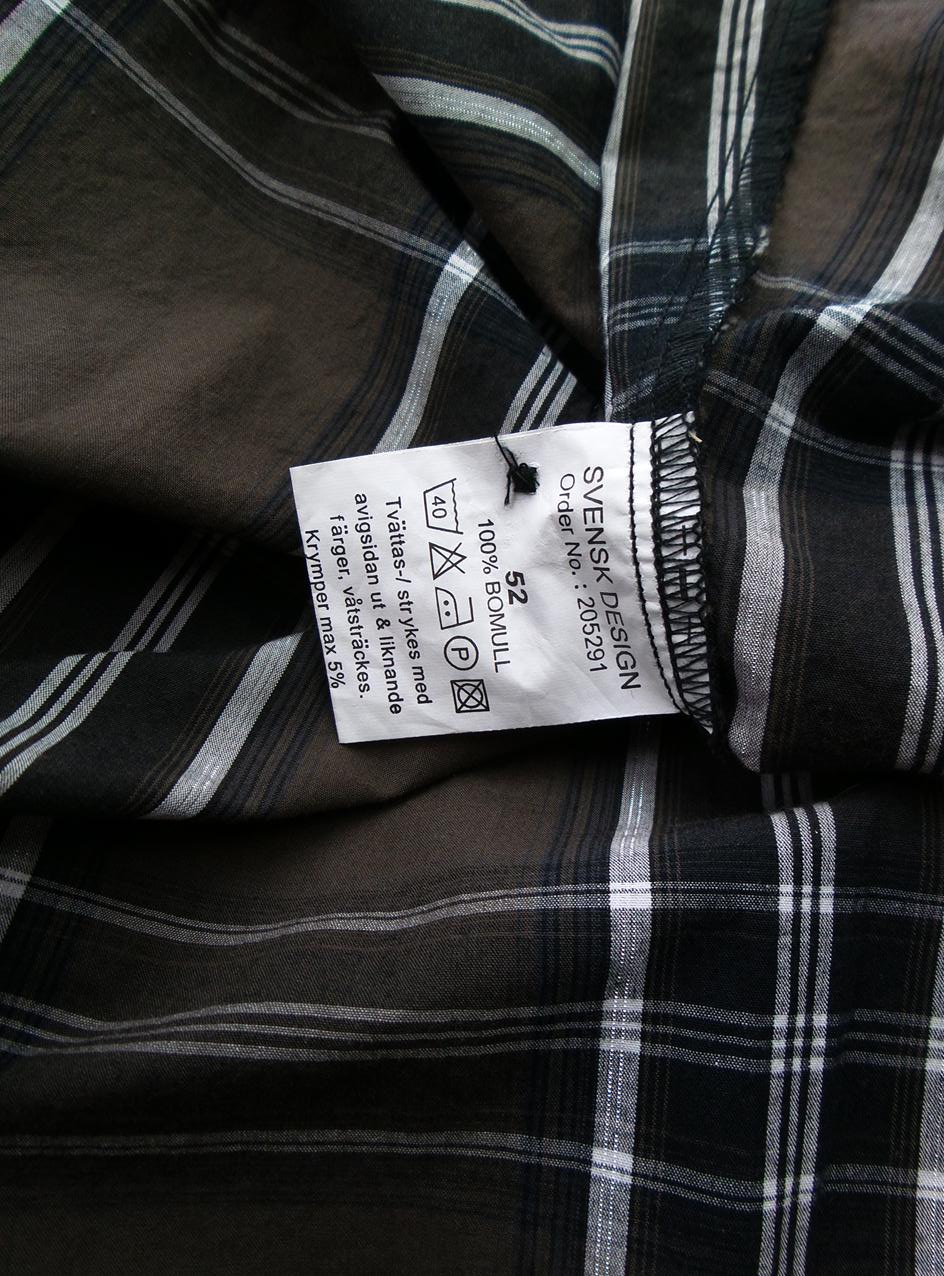 SVENSK DESIGN
Order No.: 205291
52
100% BOMULL
40 P
Tvättas-/ strykes med
avigsidan ut & liknande
färger, våtsträckes.
Krymper max 5%